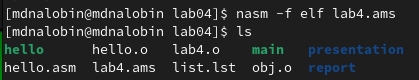 [mdnalobin@mdnalobin lab04]$ nasm -f elf lab4.ams
[mdnalobin@mdnalobin lab04]$ ls
hello hello.o lab4.o main presentation
hello.asm lab4.ams list.lst obj.o report